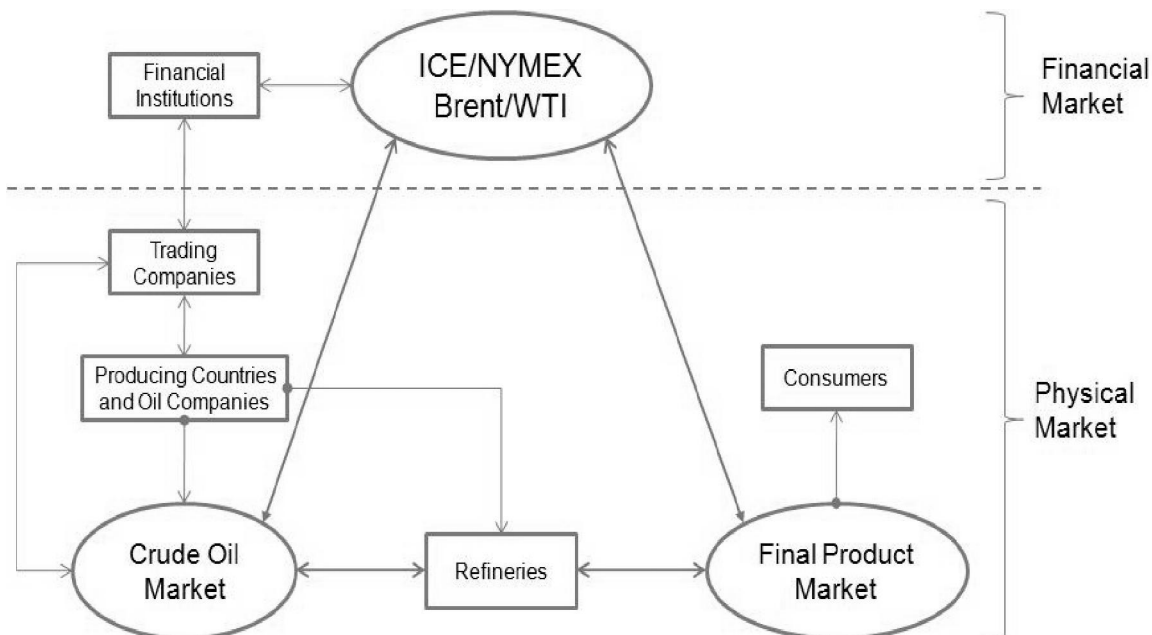 ICE/NYMEX
Brent/WTI
Financial
Institutions
Financial
Market
Trading
Companies
Producing Countries
and Oil Companies
Consumers
Physical
Market
Crude Oil
Market
Refineries
Final Product
Market